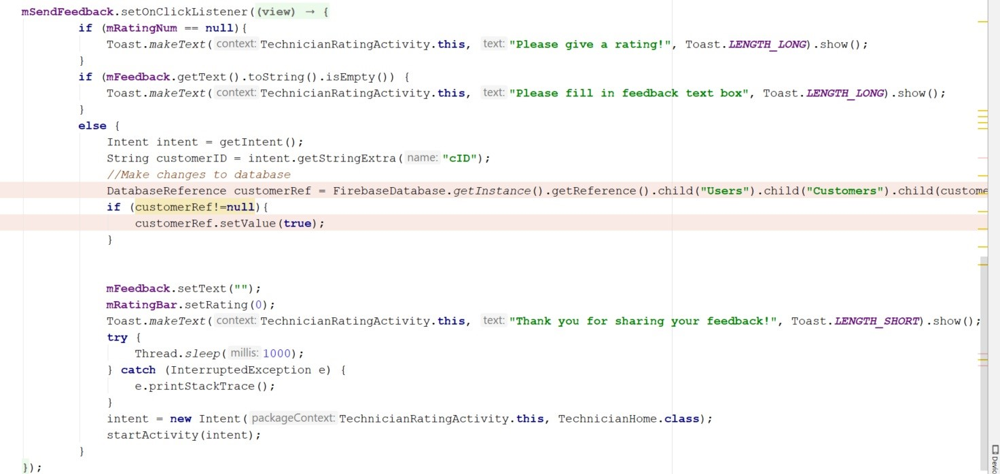 mSendFeedback.setOnClickListener((view) → {
if (mRatingNum == null){
Toast.makeText( context: TechnicianRatingActivity.this, text: "Please give a rating!", Toast.LENGTH_LONG).show();
}
if (mFeedback.getText().toString().isEmpty()) {
Toast.makeText( context: TechnicianRatingActivity.this, text: "Please fill in feedback text box", Toast.LENGTH_LONG).show();
}
else {
Intent intent = getIntent();
String customerID = intent.getStringExtra( name: "cID");
//Make changes to database
DatabaseReference customerRef = FirebaseDatabase.getInstance().getReference().child("Users").child("Customers").child(custome
if (customerRef!=null){
customerRef.setValue(true);
}
mFeedback.setText("");
mRatingBar.setRating(0);
Toast.makeText( context: TechnicianRatingActivity.this, text: "Thank you for sharing your feedback!", Toast.LENGTH_SHORT).show();
try {
Thread.sleep( millis: 1000);
} catch (InterruptedException e) {
e.printStackTrace();
}
intent = new Intent( packageContext: TechnicianRatingActivity.this, TechnicianHome.class);
startActivity(intent);
}
});